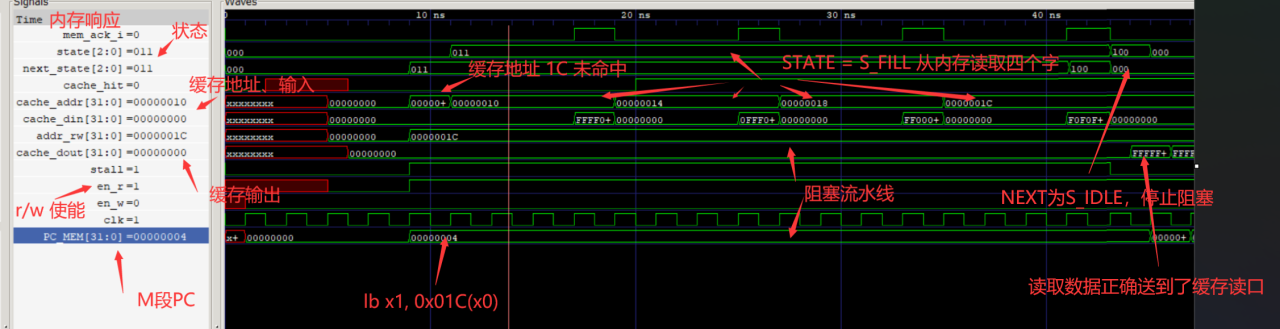 Signals
Waves
Time
内存响应
0
10 ns
20 ns
30 ns
40 ns
mem_ack_i=0
状态
state[2:0]=011
000
011
100
000
next_state[2:0]=011
000
011
100
000
缓存地址 1C 未命中
STATE = S_FILL 从内存读取四个字
cache_hit=0
缓存地址、输入
cache_addr[31:0]=00000010
xxxxxxxx
00000000
00000+
00000010
00000014
00000018
0000001C
cache_din[31:0]=00000000
xxxxxxxx
00000000
FFFF0+
00000000
0FFF0+
00000000
FF000+
00000000
F0F0F+
00000000
addr_rw[31:0]=0000001C
xxxxxxxx
00000000
0000001C
cache_dout[31:0]=00000000
xxxxxxxx
00000000
FFFFF+
FFFF
stall=1
en_r=1
缓存输出
阻塞流水线
NEXT为S_IDLE，停止阻塞
r/w 使能
en_w=0
clk=1
PC_MEM[31:0]=00000004
x+
00000000
00000004
00000+
M段PC
lb x1, 0x01C(x0)
读取数据正确送到了缓存读口